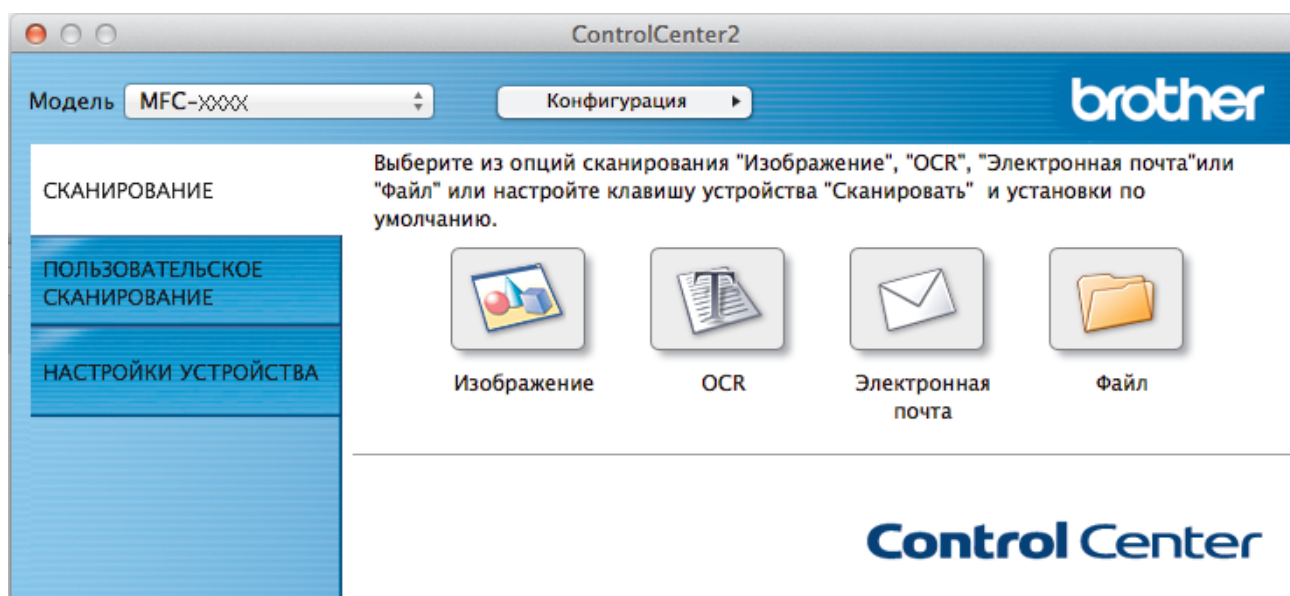 ControlCenter2
Модель MFC-XXXX Конфигурация
brother
СКАНИРОВАНИЕ
ПОЛЬЗОВАТЕЛЬСКОЕ
СКАНИРОВАНИЕ
НАСТРОЙКИ УСТРОЙСТВА
Выберите из опций сканирования "Изображение", "OCR", "Электронная почта"или
"Файл" или настройте клавишу устройства "Сканировать" и установки по
умолчанию.
Изображение
OCR
Электронная
почта
Файл
Control Center